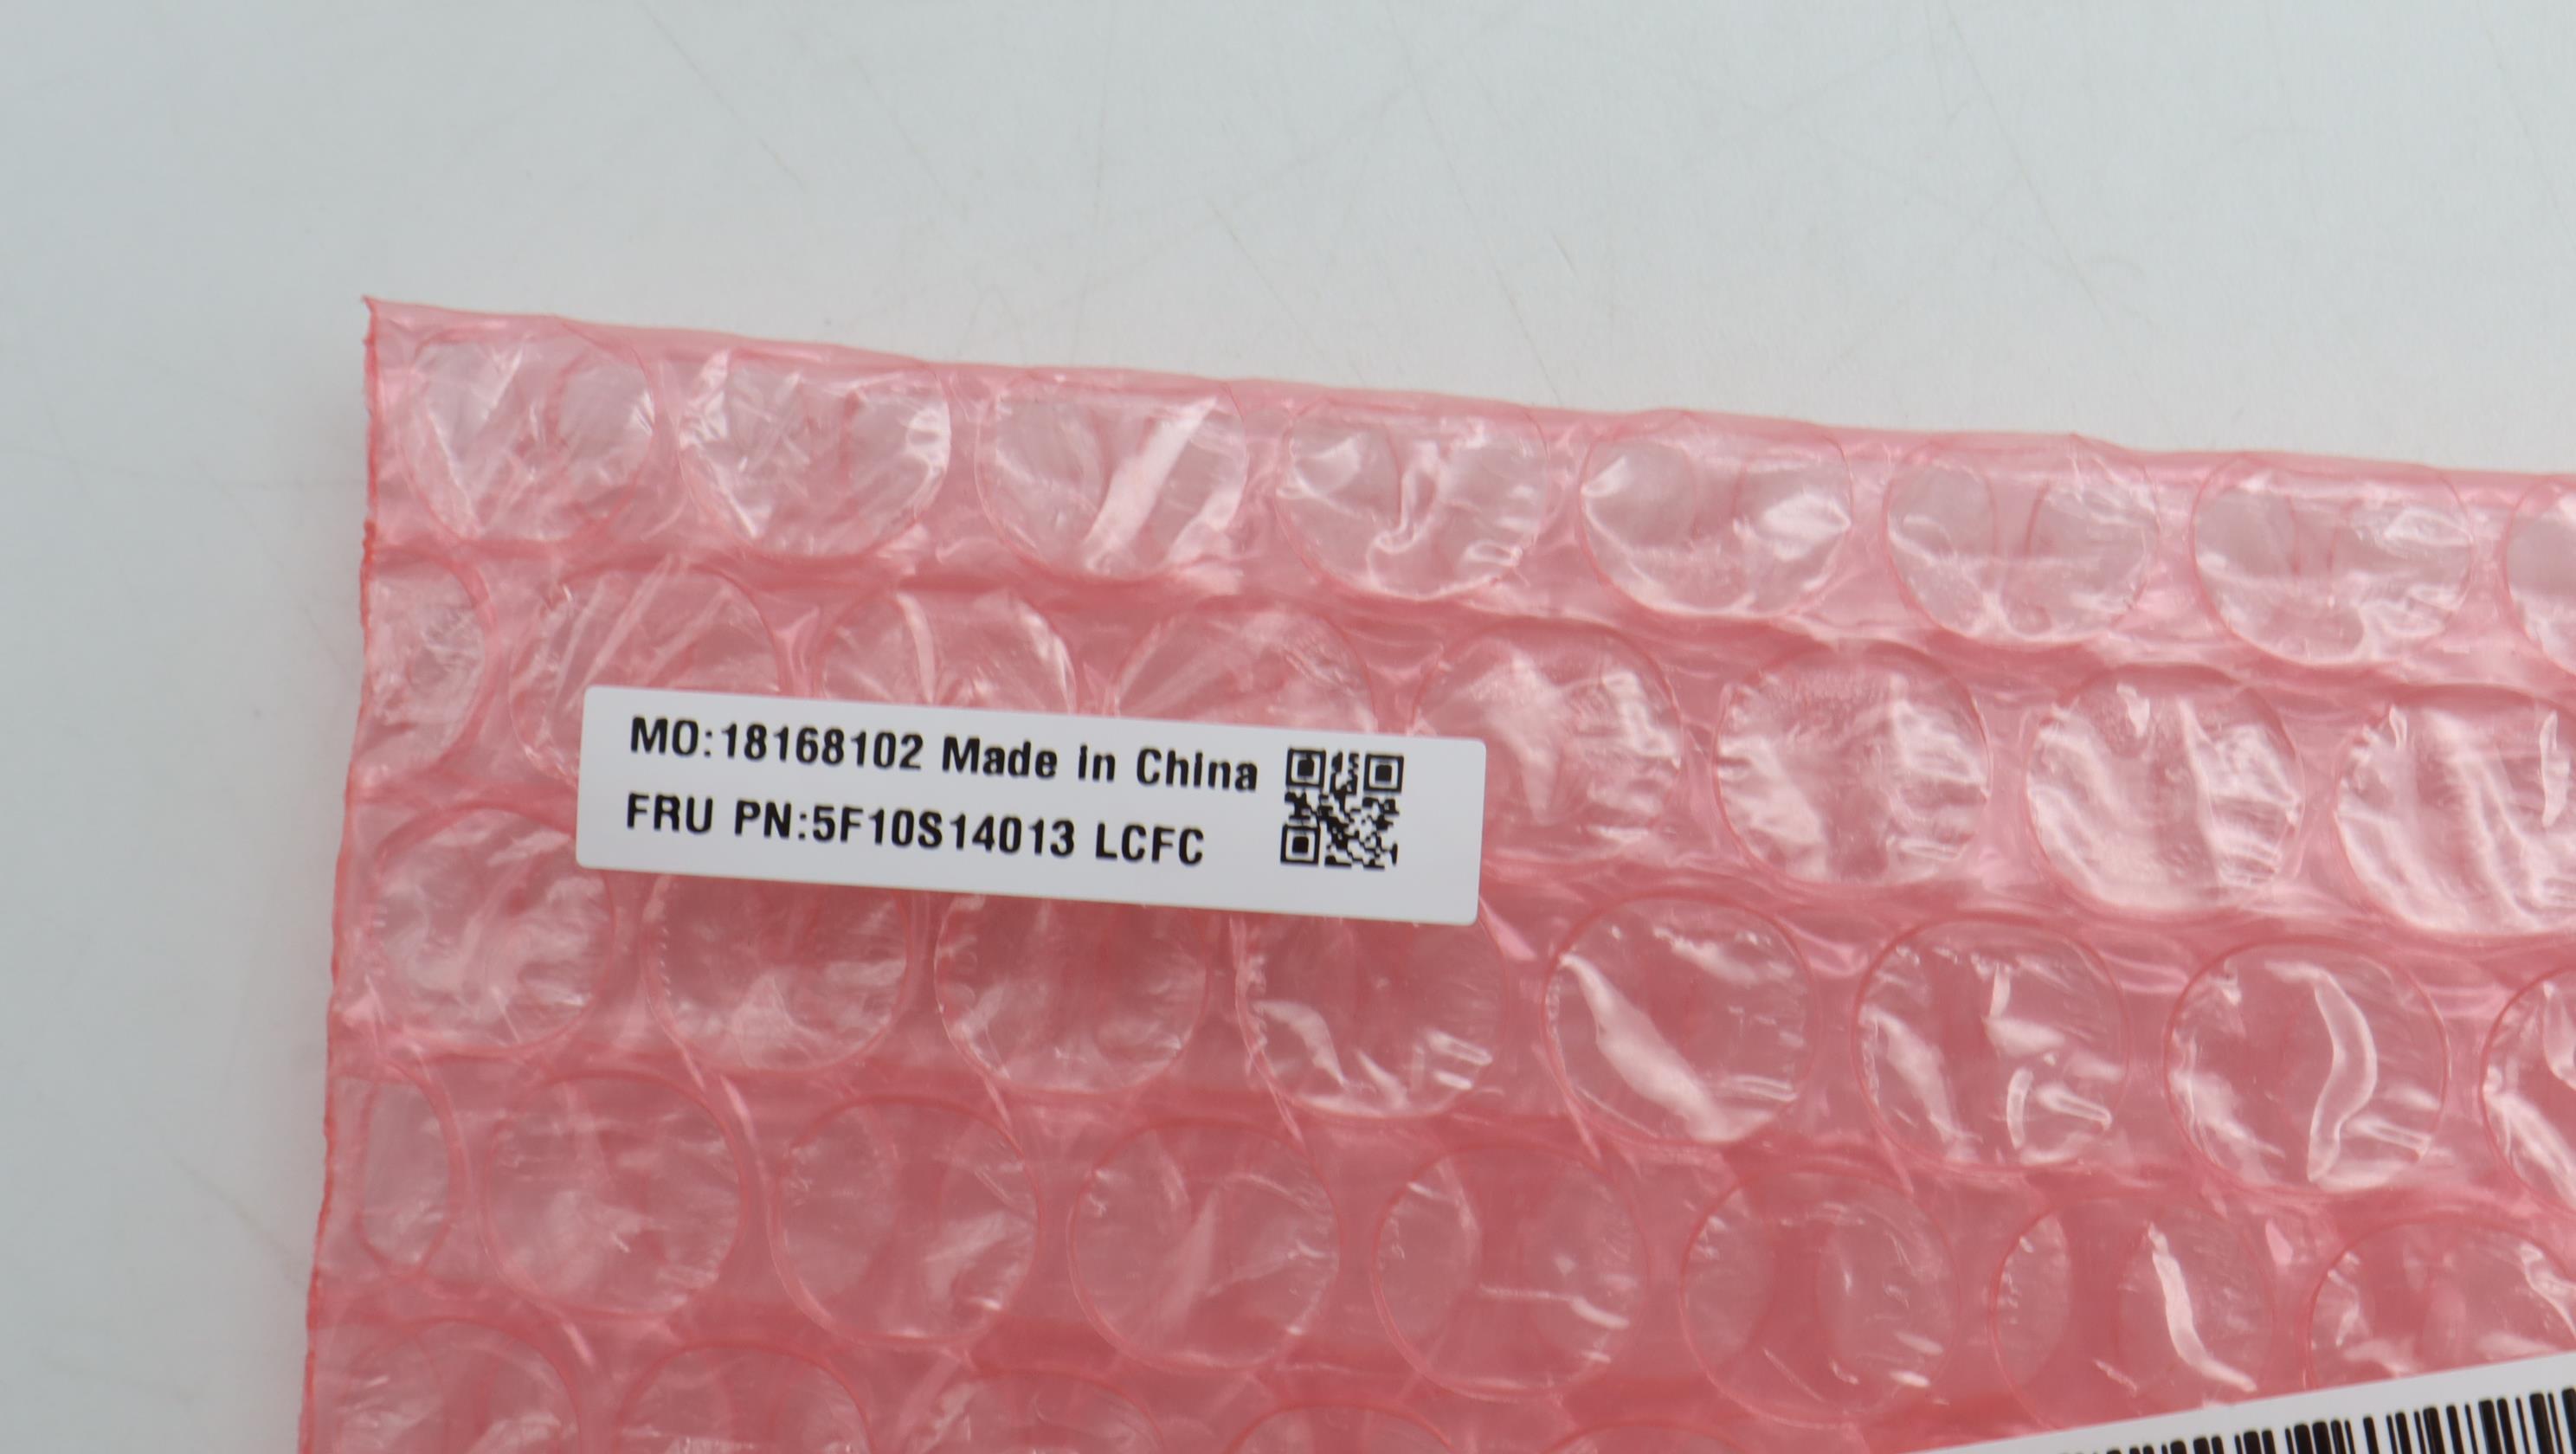 MO:18168102 Made in China
FRU PN:5F10S14013 LCFC